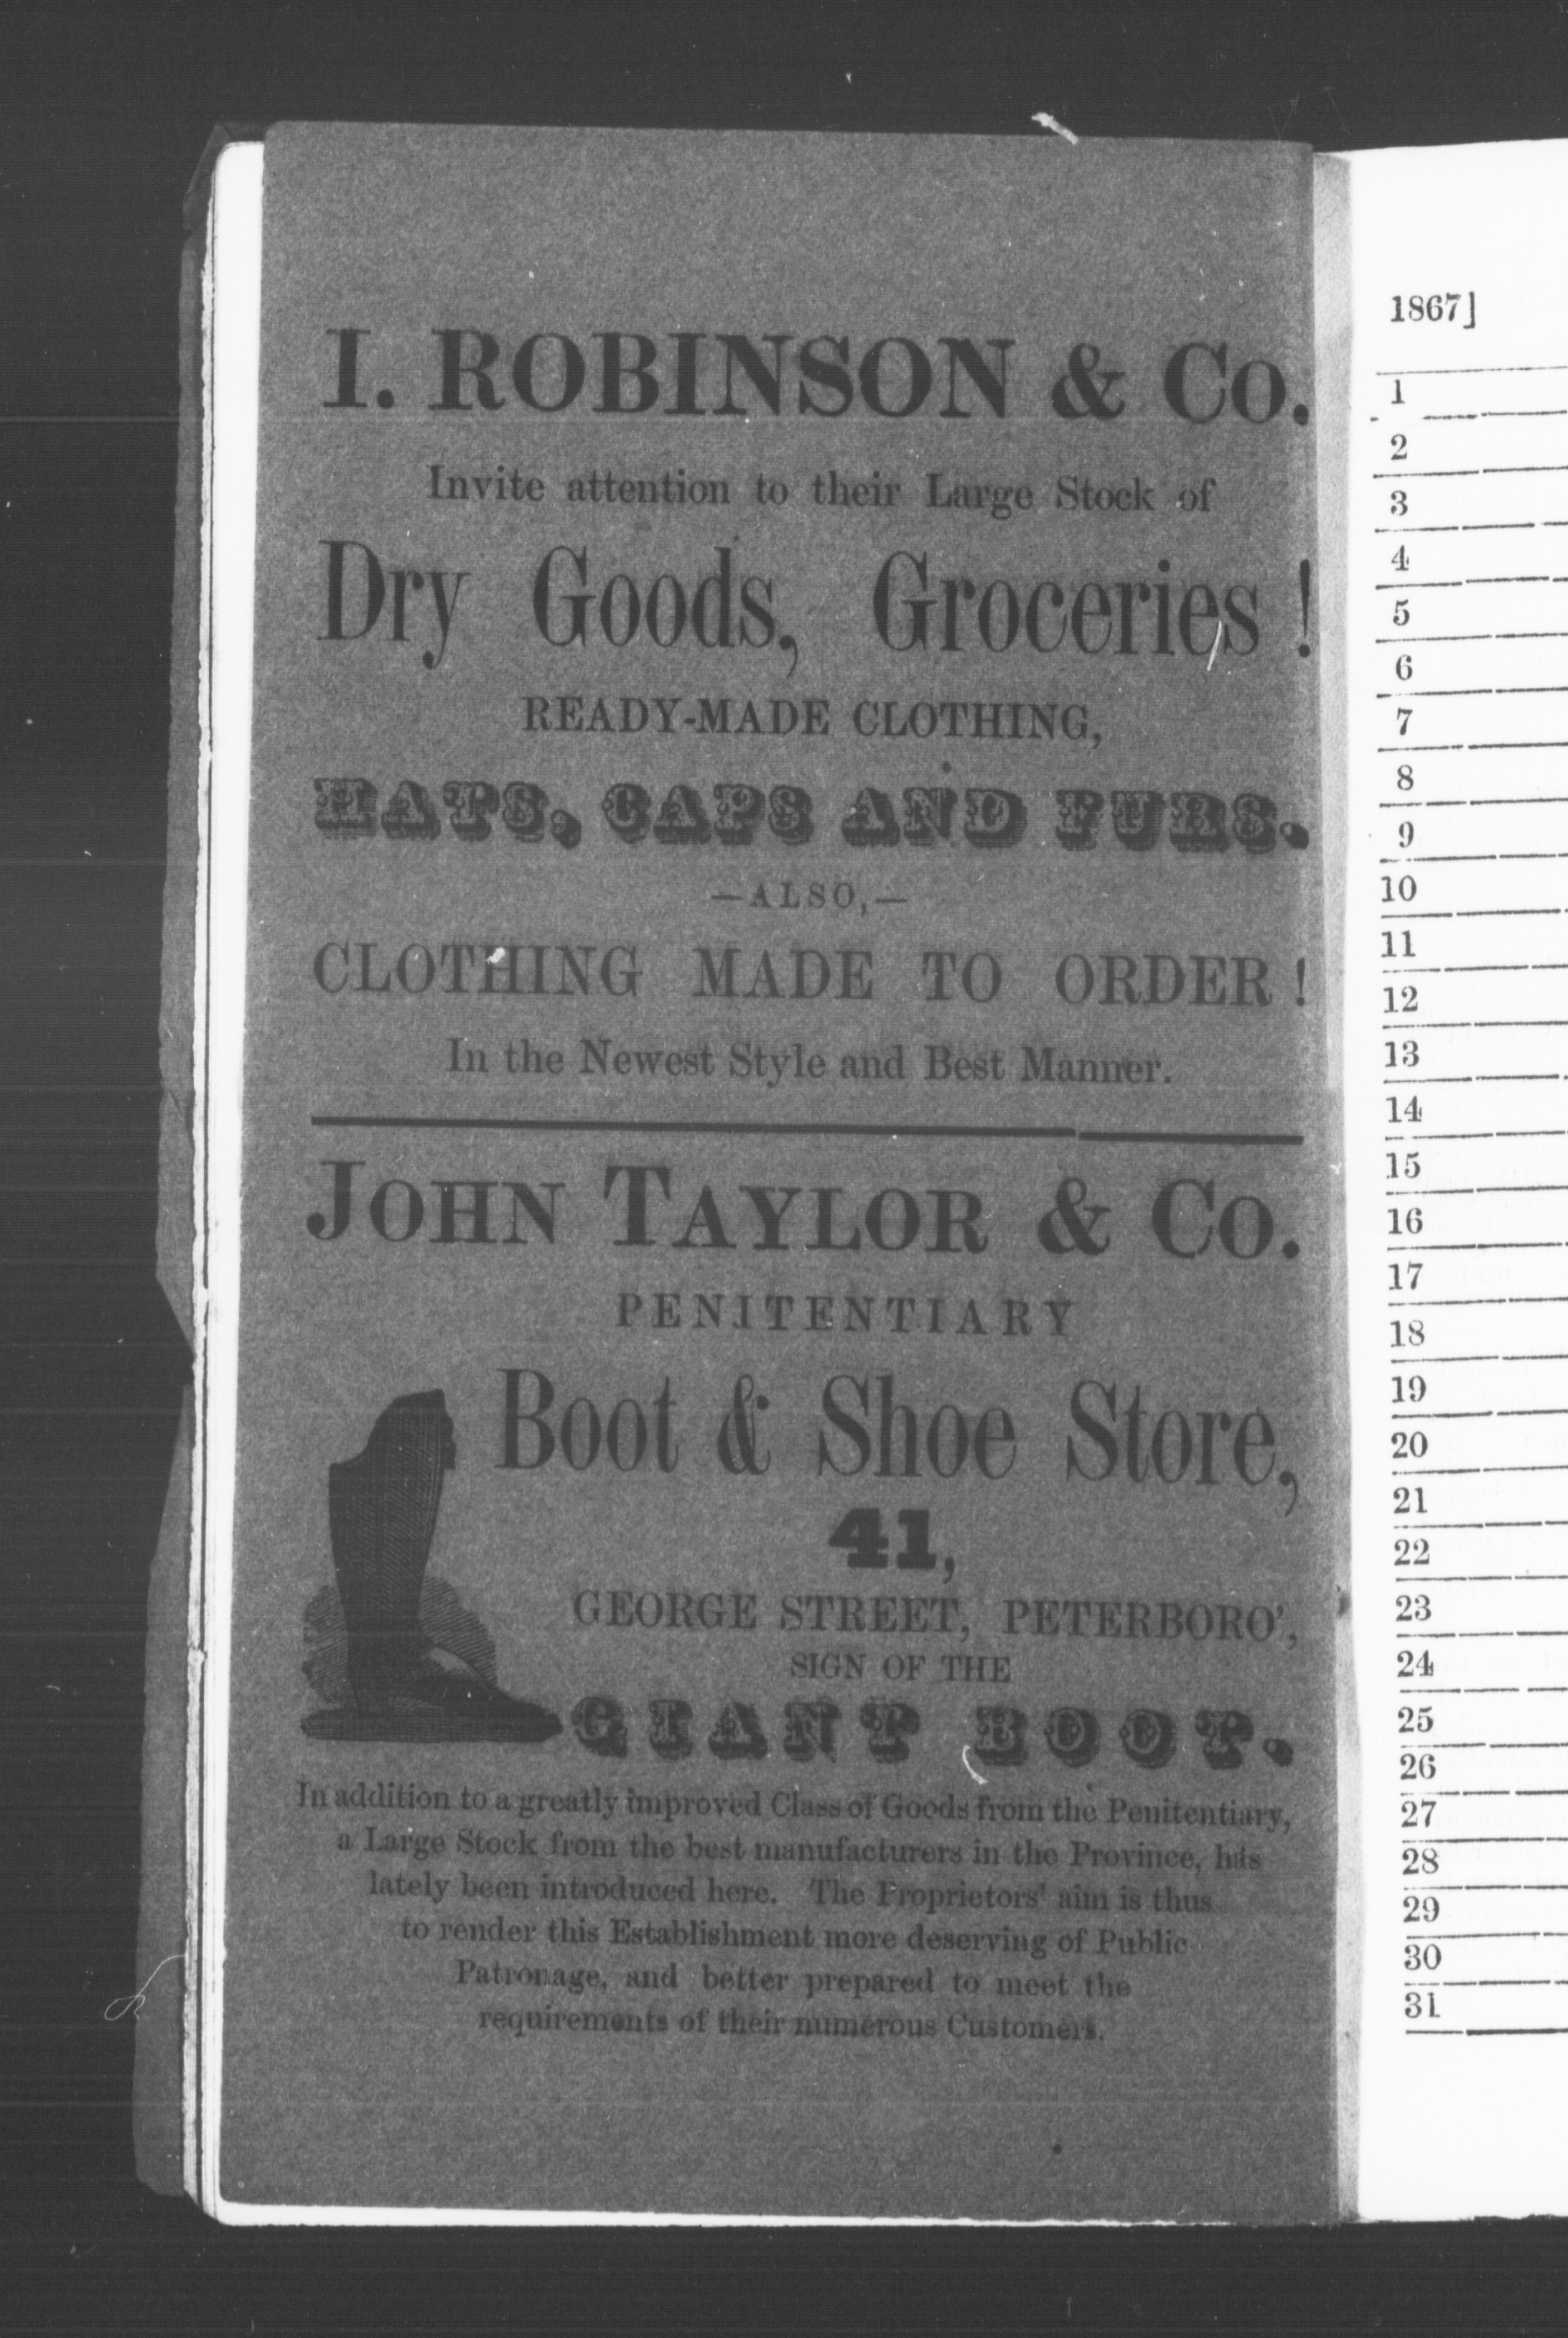 I. ROBINSON & Co.
Invite attention to their Large Stock of
Dry Goods, Groceries !
READY-MADE CLOTHING,
HATS, CAPS AND FURS.
—ALSO,—
CLOTHING MADE TO ORDER !
In the Newest Style and Best Manner.
JOHN TAYLOR & Co.
PENITENTIARY
Boot & Shoe Store,
41,
GEORGE STREET, PETERBORO',
SIGN OF THE
GIANT BOOT.
In addition to a greatly improved Class of Goods from the Penitentiary,
a Large Stock from the best manufacturers in the Province, has
lately been introduced here. The Proprietors' aim is thus
to render this Establishment more deserving of Public
Patronage, and better prepared to meet the
requirements of their numerous Customers.
1867]
1
2
3
4
5
6
7
8
9
10
11
12
13
14
15
16
17
18
19
20
21
22
23
24
25
26
27
28
29
30
31